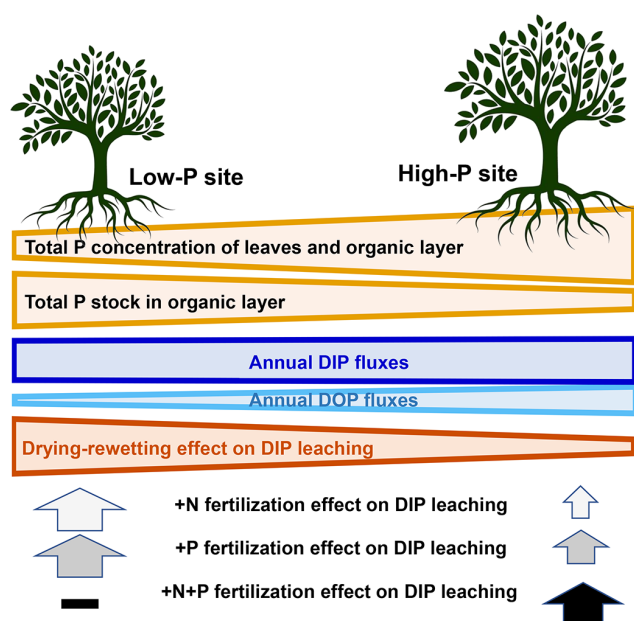 Low-P site
High-P site
Total P concentration of leaves and organic layer
Total P stock in organic layer
Annual DIP fluxes
Annual DOP fluxes
Drying-rewetting effect on DIP leaching
+N fertilization effect on DIP leaching
+P fertilization effect on DIP leaching
+N+P fertilization effect on DIP leaching